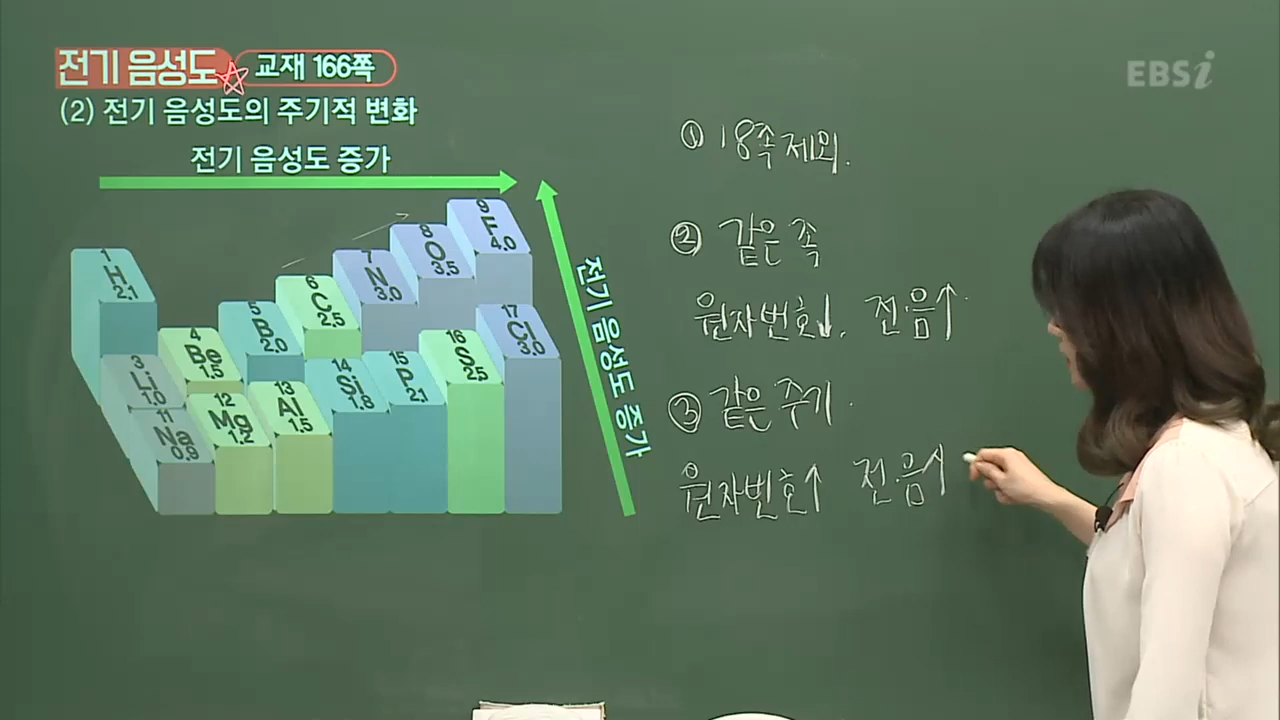 전기 음성도 교재 166쪽
EBSi
(2) 전기 음성도의 주기적 변화
전기 음성도 증가
9
F
4.0
8
O
3.5
7
N
3.0
1
H
2.1
6
C
2.5
5
B
2.0
17
Cl
3.0
4
Be
1.5
16
S
2.5
3
Li
1.0
15
P
2.1
14
Si
1.8
13
Al
1.5
12
Mg
1.2
11
Na
0.9
전기 음성도 증가
① 18족 제외.
② 같은 족
원자번호↓, 전·음↑
③ 같은 주기
원자번호↑ 전·음↑